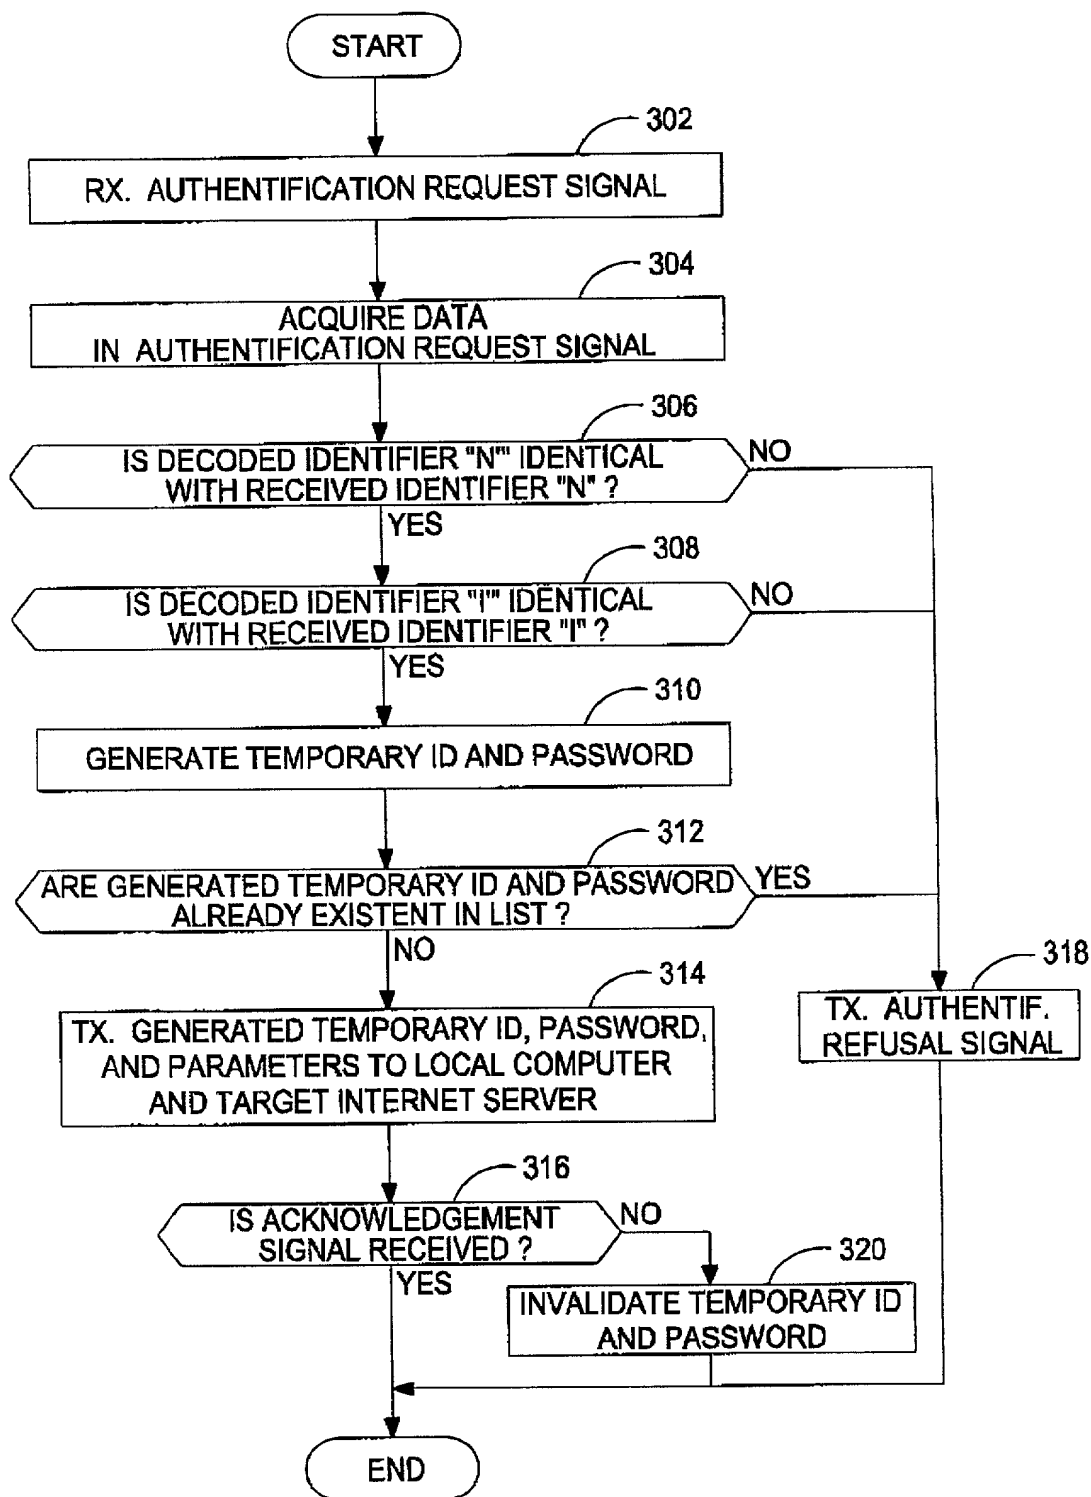 START
302
RX. AUTHENTIFICATION REQUEST SIGNAL
304
ACQUIRE DATA
IN AUTHENTIFICATION REQUEST SIGNAL
306
IS DECODED IDENTIFIER "N'" IDENTICAL
WITH RECEIVED IDENTIFIER "N" ?
NO
YES
308
IS DECODED IDENTIFIER "I'" IDENTICAL
WITH RECEIVED IDENTIFIER "I" ?
NO
YES
310
GENERATE TEMPORARY ID AND PASSWORD
312
ARE GENERATED TEMPORARY ID AND PASSWORD
ALREADY EXISTENT IN LIST ?
YES
NO
314
TX. GENERATED TEMPORARY ID, PASSWORD,
AND PARAMETERS TO LOCAL COMPUTER
AND TARGET INTERNET SERVER
318
TX. AUTHENTIF.
REFUSAL SIGNAL
316
IS ACKNOWLEDGEMENT
SIGNAL RECEIVED ?
NO
YES
320
INVALIDATE TEMPORARY ID
AND PASSWORD
END